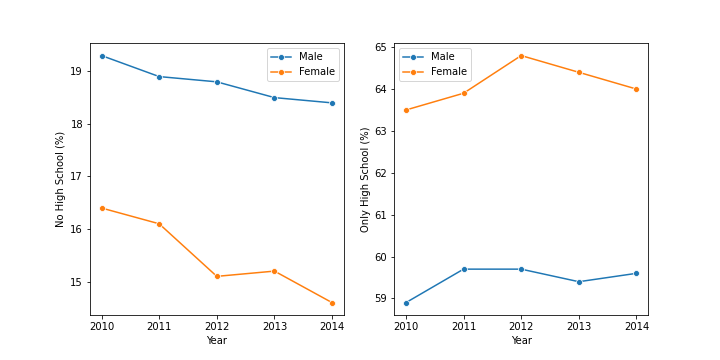 No High School (%)
19
18
17
16
15
Male
Female
2010 2011 2012 2013 2014
Year
Only High School (%)
65
64
63
62
61
60
59
Male
Female
2010 2011 2012 2013 2014
Year